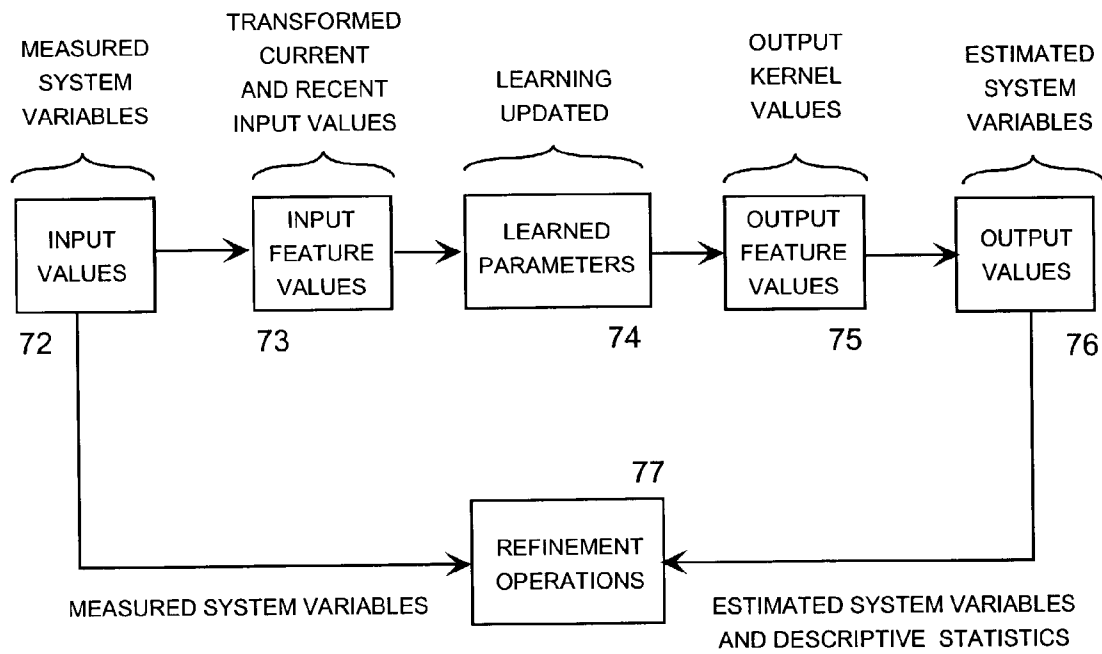 MEASURED
SYSTEM
VARIABLES
TRANSFORMED
CURRENT
AND RECENT
INPUT VALUES
LEARNING
UPDATED
OUTPUT
KERNEL
VALUES
ESTIMATED
SYSTEM
VARIABLES
INPUT
VALUES
INPUT
FEATURE
VALUES
LEARNED
PARAMETERS
OUTPUT
FEATURE
VALUES
OUTPUT
VALUES
72
73
74
75
76
77
REFINEMENT
OPERATIONS
MEASURED SYSTEM VARIABLES
ESTIMATED SYSTEM VARIABLES
AND DESCRIPTIVE STATISTICS